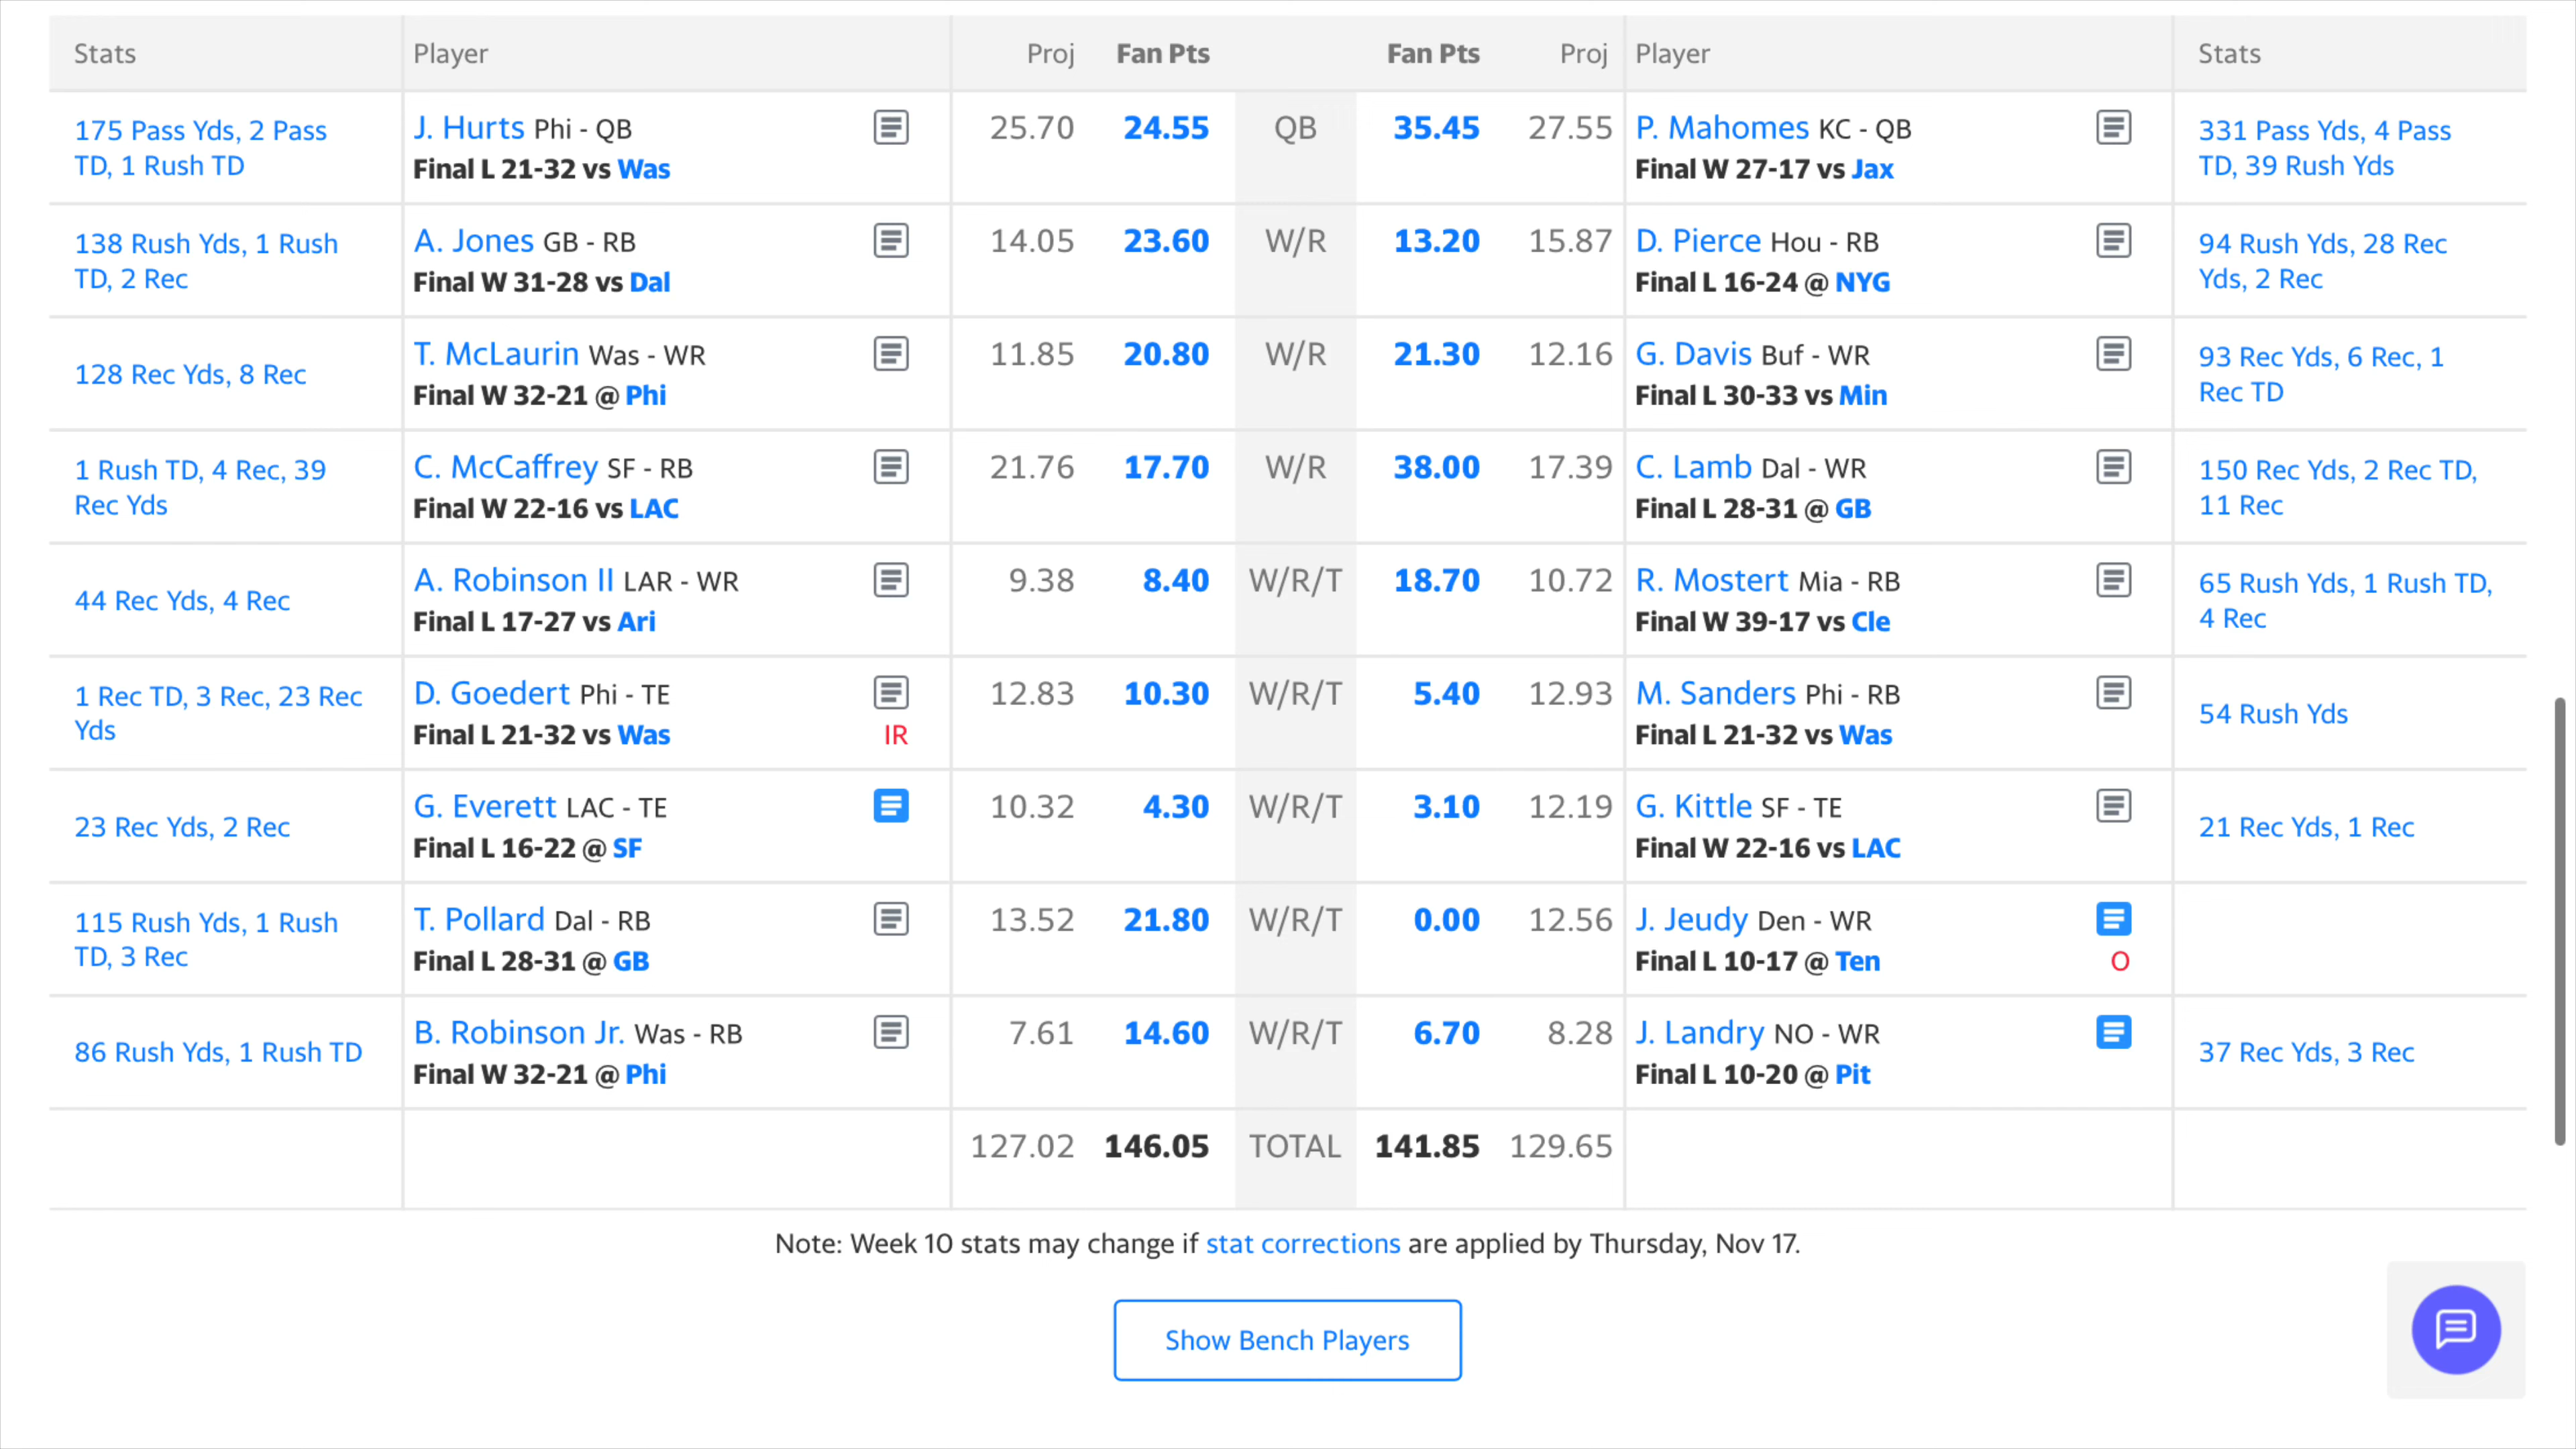 Stats Player Proj Fan Pts Fan Pts Proj Player Stats
175 Pass Yds, 2 Pass TD, 1 Rush TD
J. Hurts Phi - QB
Final L 21-32 vs Was
25.70 24.55 QB 35.45 27.55
P. Mahomes KC - QB
Final W 27-17 vs Jax
331 Pass Yds, 4 Pass
TD, 39 Rush Yds
138 Rush Yds, 1 Rush
TD, 2 Rec
A. Jones GB - RB
Final W 31-28 vs Dal
14.05 23.60 W/R 13.20 15.87
D. Pierce Hou - RB
Final L 16-24 @ NYG
94 Rush Yds, 28 Rec
Yds, 2 Rec
128 Rec Yds, 8 Rec
T. McLaurin Was - WR
Final W 32-21 @ Phi
11.85 20.80 W/R 21.30 12.16
G. Davis Buf - WR
Final L 30-33 vs Min
93 Rec Yds, 6 Rec, 1
Rec TD
1 Rush TD, 4 Rec, 39
Rec Yds
C. McCaffrey SF - RB
Final W 22-16 vs LAC
21.76 17.70 W/R 38.00 17.39
C. Lamb Dal - WR
Final L 28-31 @ GB
150 Rec Yds, 2 Rec TD,
11 Rec
44 Rec Yds, 4 Rec
A. Robinson II LAR - WR
Final L 17-27 vs Ari
9.38 8.40 W/R/T 18.70 10.72
R. Mostert Mia - RB
Final W 39-17 vs Cle
65 Rush Yds, 1 Rush TD,
4 Rec
1 Rec TD, 3 Rec, 23 Rec
Yds
D. Goedert Phi - TE
Final L 21-32 vs Was IR
12.83 10.30 W/R/T 5.40 12.93
M. Sanders Phi - RB
Final L 21-32 vs Was
54 Rush Yds
23 Rec Yds, 2 Rec
G. Everett LAC - TE
Final L 16-22 @ SF
10.32 4.30 W/R/T 3.10 12.19
G. Kittle SF - TE
Final W 22-16 vs LAC
21 Rec Yds, 1 Rec
115 Rush Yds, 1 Rush
TD, 3 Rec
T. Pollard Dal - RB
Final L 28-31 @ GB
13.52 21.80 W/R/T 0.00 12.56
J. Jeudy Den - WR
Final L 10-17 @ Ten O
86 Rush Yds, 1 Rush TD
B. Robinson Jr. Was - RB
Final W 32-21 @ Phi
7.61 14.60 W/R/T 6.70 8.28
J. Landry NO - WR
Final L 10-20 @ Pit
37 Rec Yds, 3 Rec
127.02 146.05 TOTAL 141.85 129.65
Note: Week 10 stats may change if stat corrections are applied by Thursday, Nov 17.
Show Bench Players